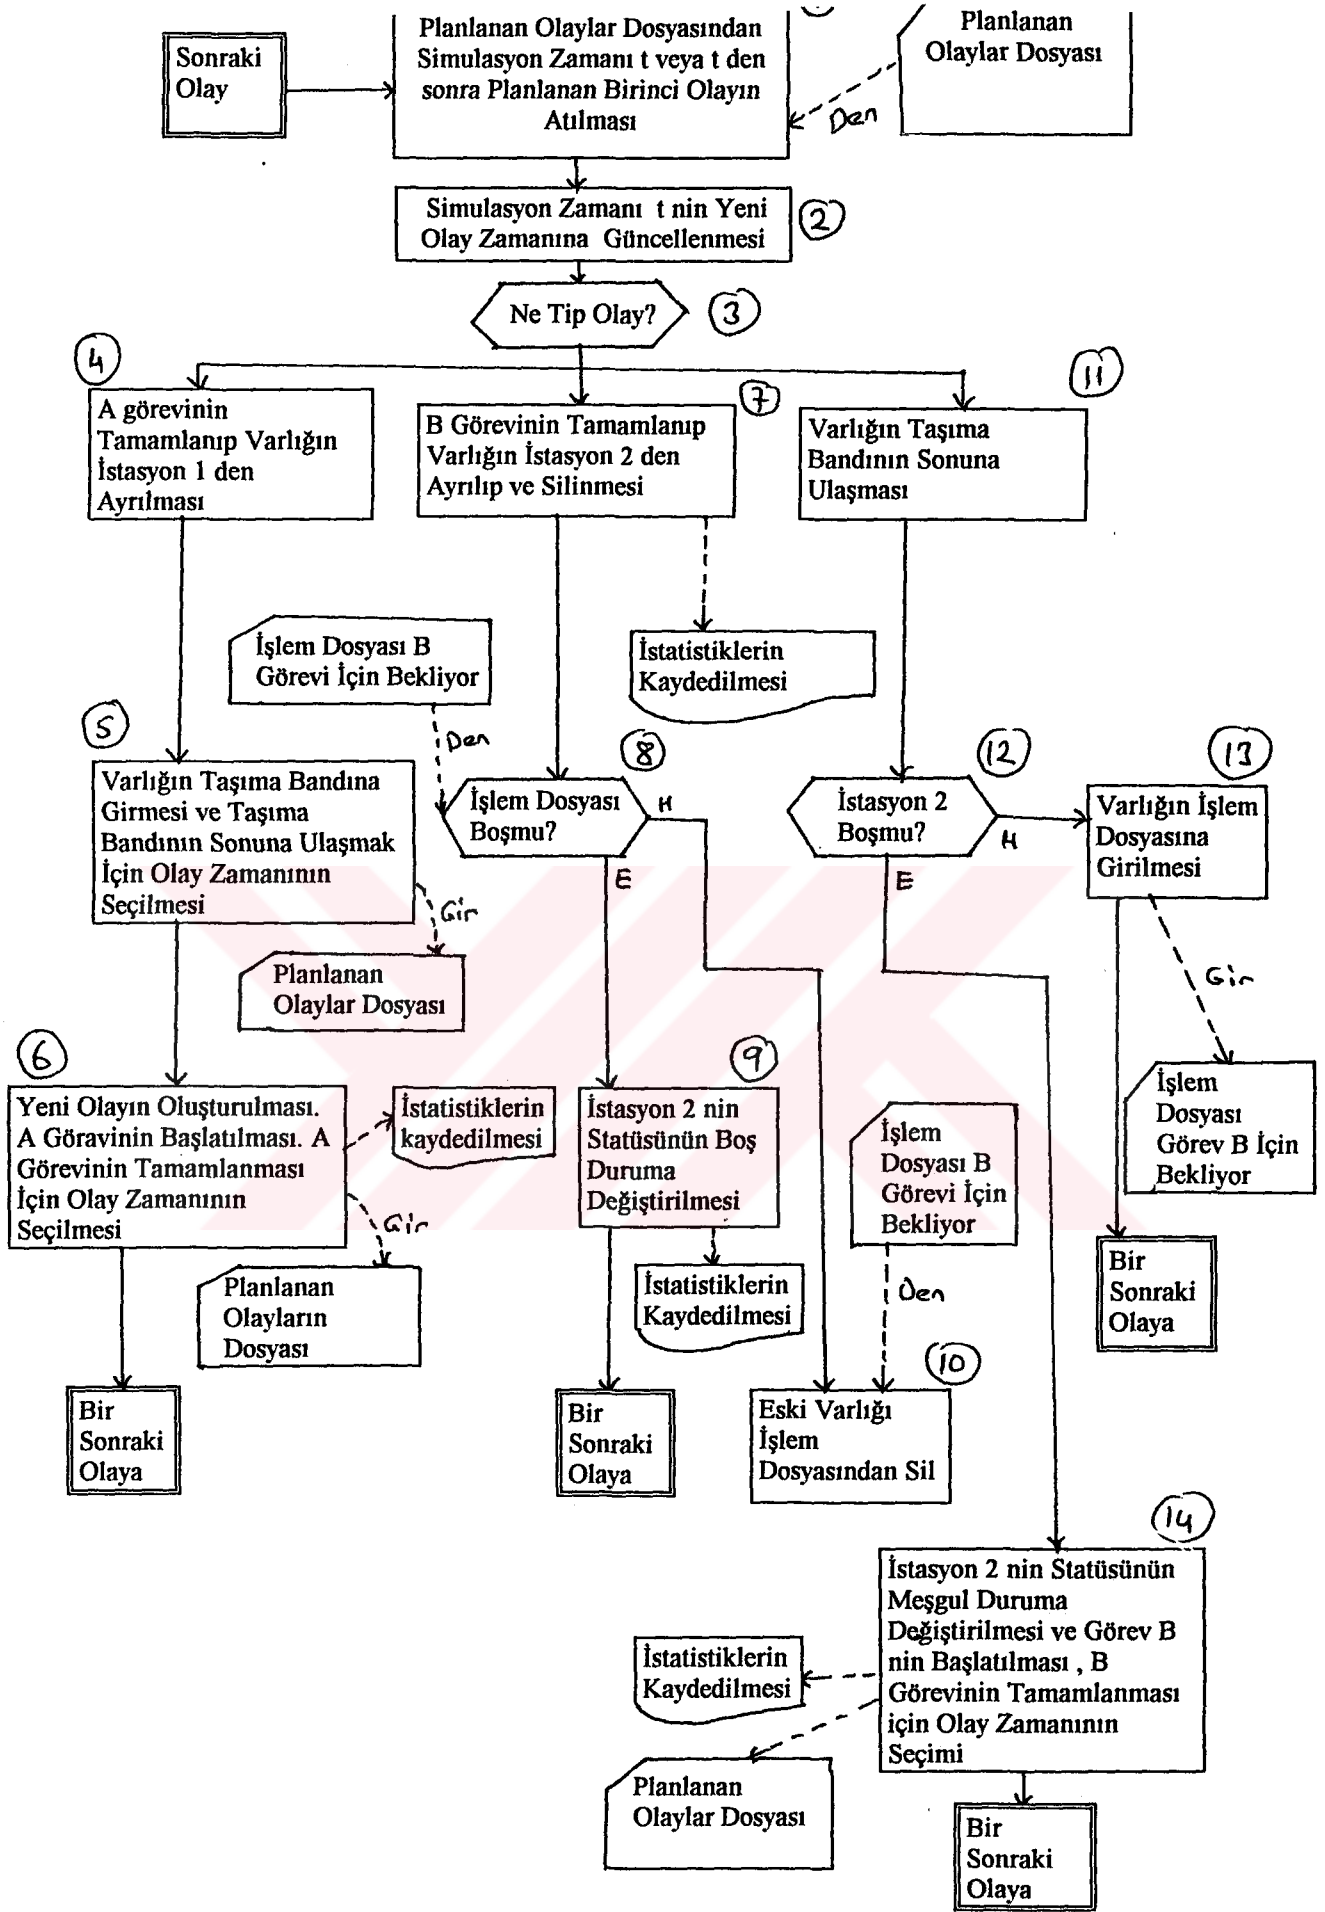 Sonraki
Olay
Planlanan Olaylar Dosyasından
Simulasyon Zamanı t veya t den
sonra Planlanan Birinci Olayın
Atılması
Planlanan
Olaylar Dosyası
Den
Simulasyon Zamanı t nin Yeni
Olay Zamanına Güncellenmesi
2
Ne Tip Olay?
3
4
A görevinin
Tamamlanıp Varlığın
İstasyon 1 den
Ayrılması
7
B Görevinin Tamamlanıp
Varlığın İstasyon 2 den
Ayrılıp ve Silinmesi
11
Varlığın Taşıma
Bandının Sonuna
Ulaşması
İşlem Dosyası B
Görevi İçin Bekliyor
Den
İstatistiklerin
Kaydedilmesi
5
Varlığın Taşıma Bandına
Girmesi ve Taşıma
Bandının Sonuna Ulaşmak
İçin Olay Zamanının
Seçilmesi
Gir
Planlanan
Olaylar Dosyası
8
İşlem Dosyası
Boşmu?
H
E
12
İstasyon 2
Boşmu?
H
E
13
Varlığın İşlem
Dosyasına
Girilmesi
Gir
İşlem
Dosyası
Görev B İçin
Bekliyor
Bir
Sonraki
Olaya
6
Yeni Olayın Oluşturulması.
A Göravinin Başlatılması. A
Görevinin Tamamlanması
İçin Olay Zamanının
Seçilmesi
İstatistiklerin
kaydedilmesi
Gir
Planlanan
Olayların
Dosyası
Bir
Sonraki
Olaya
9
İstasyon 2 nin
Statüsünün Boş
Duruma
Değiştirilmesi
İstatistiklerin
Kaydedilmesi
Bir
Sonraki
Olaya
İşlem
Dosyası B
Görevi İçin
Bekliyor
Den
10
Eski Varlığı
İşlem
Dosyasından Sil
14
İstasyon 2 nin Statüsünün
Meşgul Duruma
Değiştirilmesi ve Görev B
nin Başlatılması , B
Görevinin Tamamlanması
için Olay Zamanının
Seçimi
İstatistiklerin
Kaydedilmesi
Planlanan
Olaylar Dosyası
Bir
Sonraki
Olaya